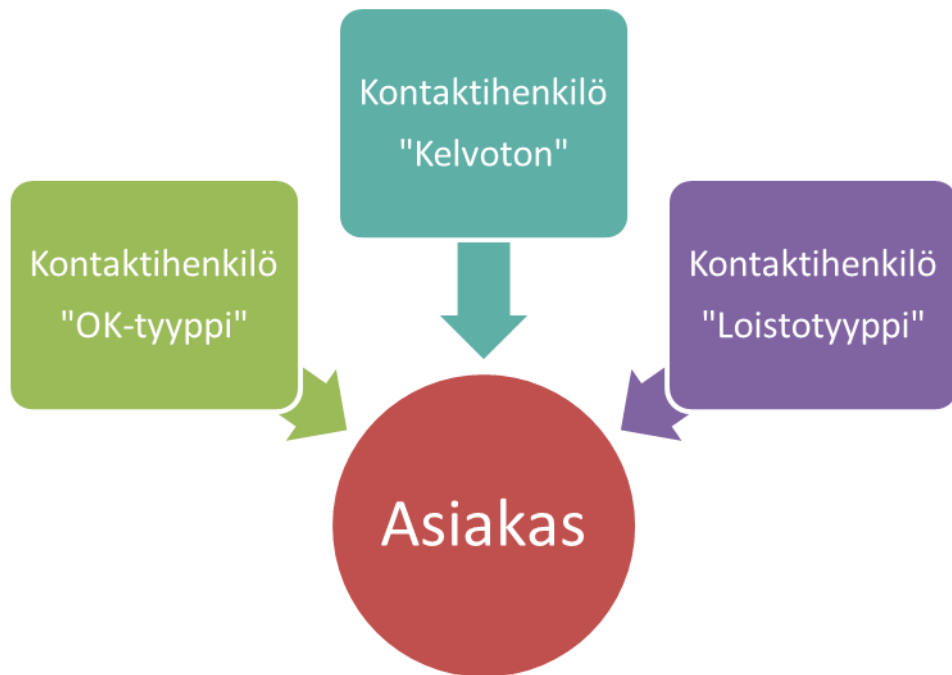 Kontaktihenkilö
"OK-tyyppi"
Kontaktihenkilö
"Kelvoton"
Kontaktihenkilö
"Loistotyyppi"
Asiakas